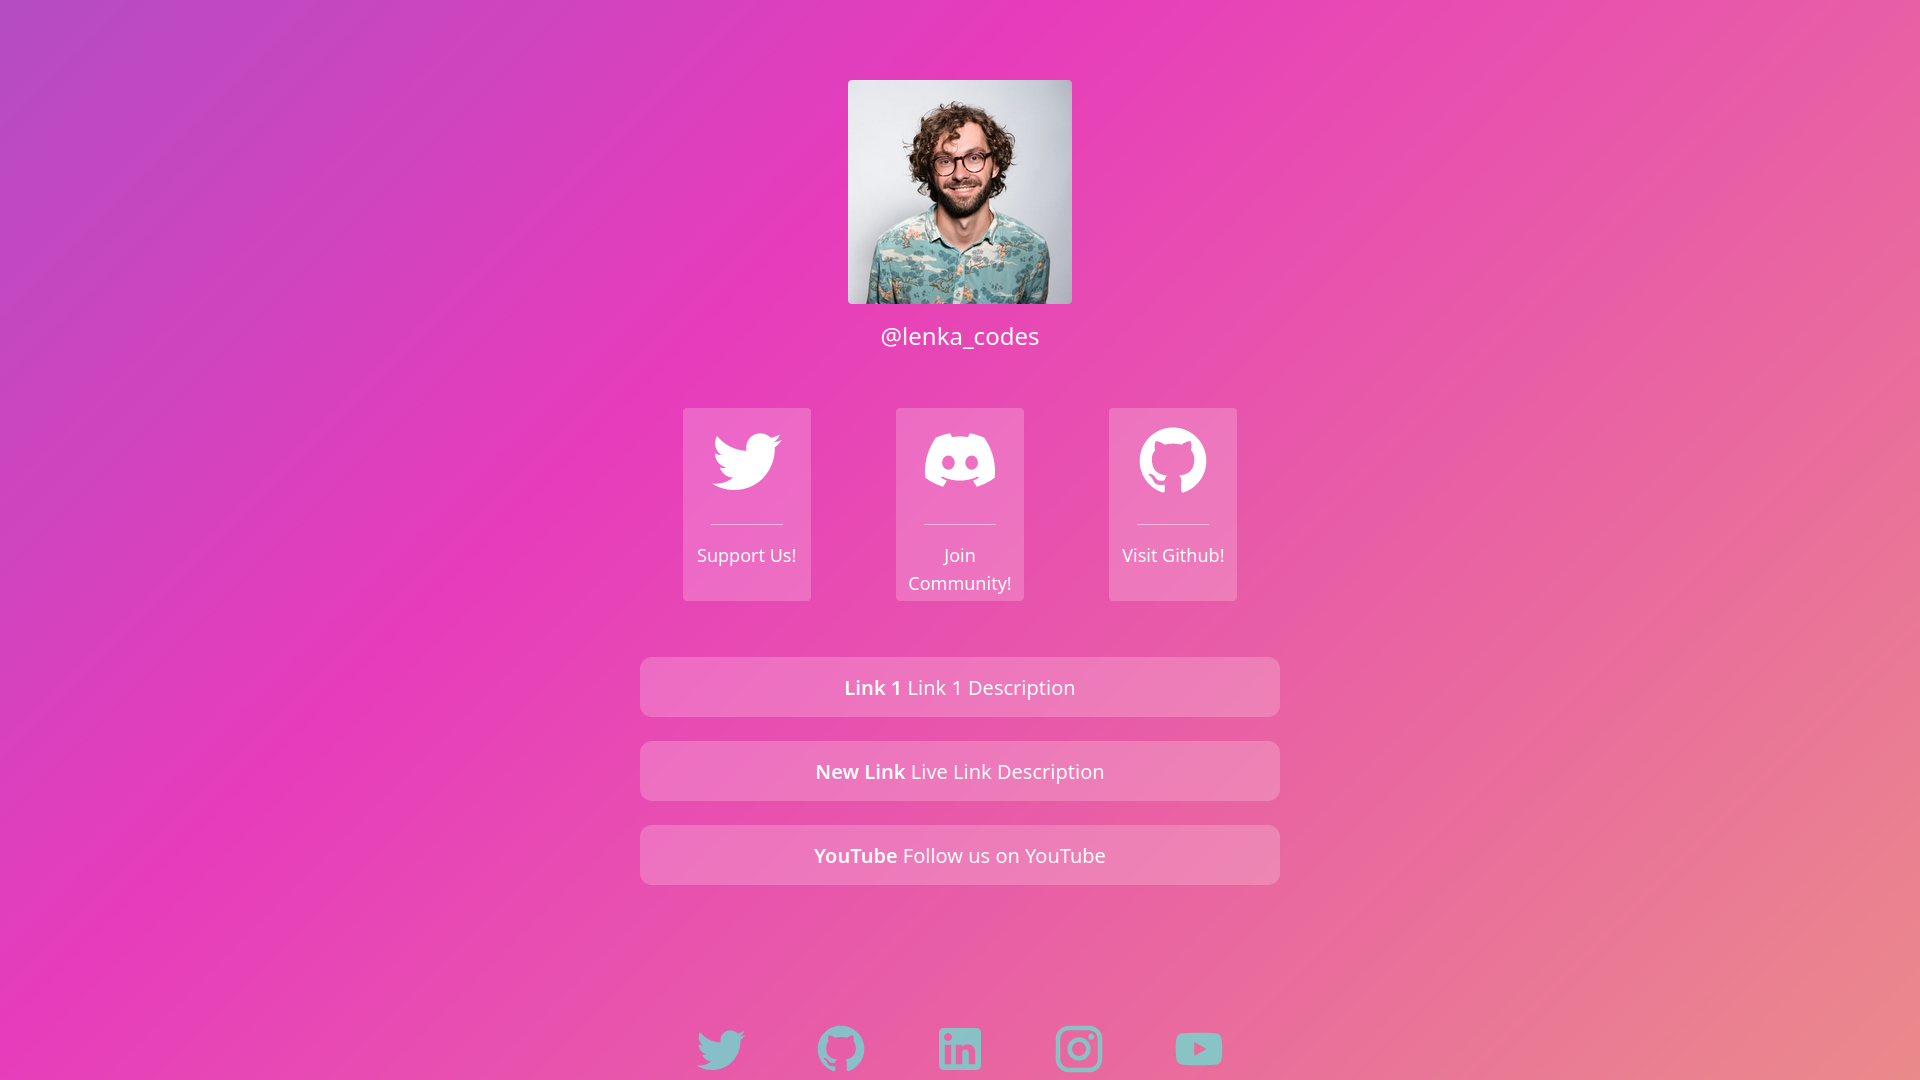 @lenka_codes
Support Us!
Join
Community!
Visit Github!
Link 1 Link 1 Description
New Link Live Link Description
YouTube Follow us on YouTube
in